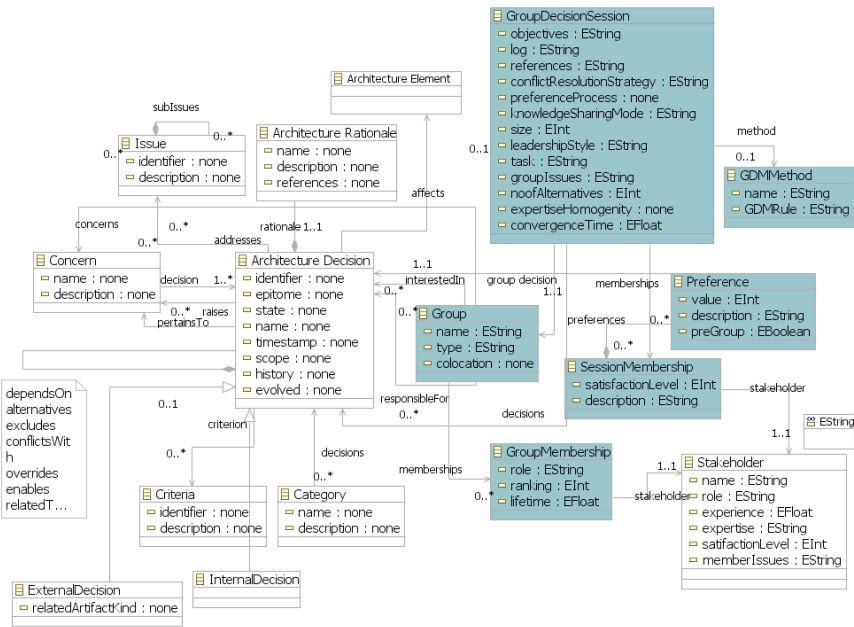 GroupDecisionSession
objectives : EString
log : EString
references : EString
conflictResolutionStrategy : EString
preferenceProcess : none
knowledgeSharingMode : EString
size : EInt
leadershipStyle : EString
task : EString
groupIssues : EString
noofAlternatives : EInt
expertiseHomogenity : none
convergenceTime : EFloat
Architecture Element
subIssues
0..*
0..*
Issue
identifier : none
description : none
Architecture Rationale
name : none
description : none
references : none
0..1
method
0..1
GDMMethod
name : EString
GDMRule : EString
affects
concerns
0..*
0..*
addresses
rationale 1..1
Concern
name : none
description : none
decision
1..*
0..*
raises
pertainsTo
Architecture Decision
identifier : none
epitome : none
state : none
name : none
timestamp : none
scope : none
history : none
evolved : none
1..1
interestedIn
0..*
0..*
group decision
1..1
memberships
Preference
value : EInt
description : EString
preGroup : EBoolean
Group
name : EString
type : EString
colocation : none
preferences
0..*
0..*
SessionMembership
satisfactionLevel : EInt
description : EString
stakeholder
1..1
EString
dependsOn
alternatives
excludes
conflictsWit
h
overrides
enables
relatedT...
0..1
criterion
0..*
responsibleFor
0..*
decisions
decisions
0..*
memberships
0..*
GroupMembership
role : EString
ranking : EInt
lifetime : EFloat
1..1
stakeholder
Stakeholder
name : EString
role : EString
experience : EFloat
expertise : EString
satifactionLevel : EInt
memberIssues : EString
Criteria
identifier : none
description : none
Category
name : none
description : none
ExternalDecision
relatedArtifactKind : none
InternalDecision